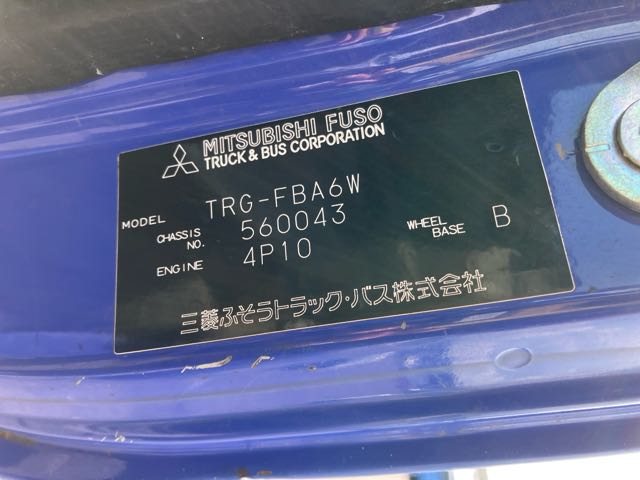 MITSUBISHI FUSO
TRUCK & BUS CORPORATION
MODEL TRG-FBA6W
CHASSIS NO. 560043
ENGINE 4P10
WHEEL BASE B
三菱ふそうトラック・バス株式会社